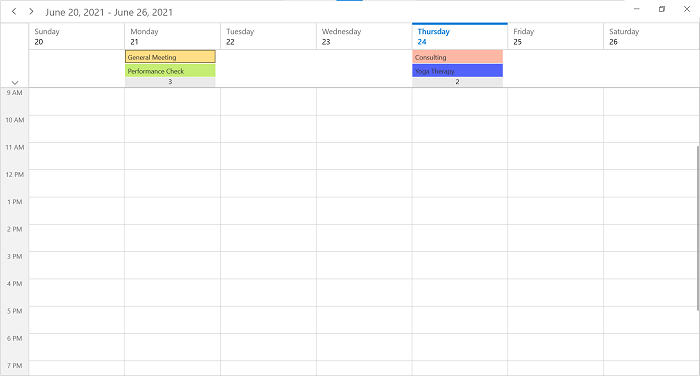 June 20, 2021 - June 26, 2021
Sunday Monday Tuesday Wednesday Thursday Friday Saturday
20 21 22 23 24 25 26
General Meeting Consulting
Performance Check Yoga Therapy
3 2
9 AM
10 AM
11 AM
12 PM
1 PM
2 PM
3 PM
4 PM
5 PM
6 PM
7 PM